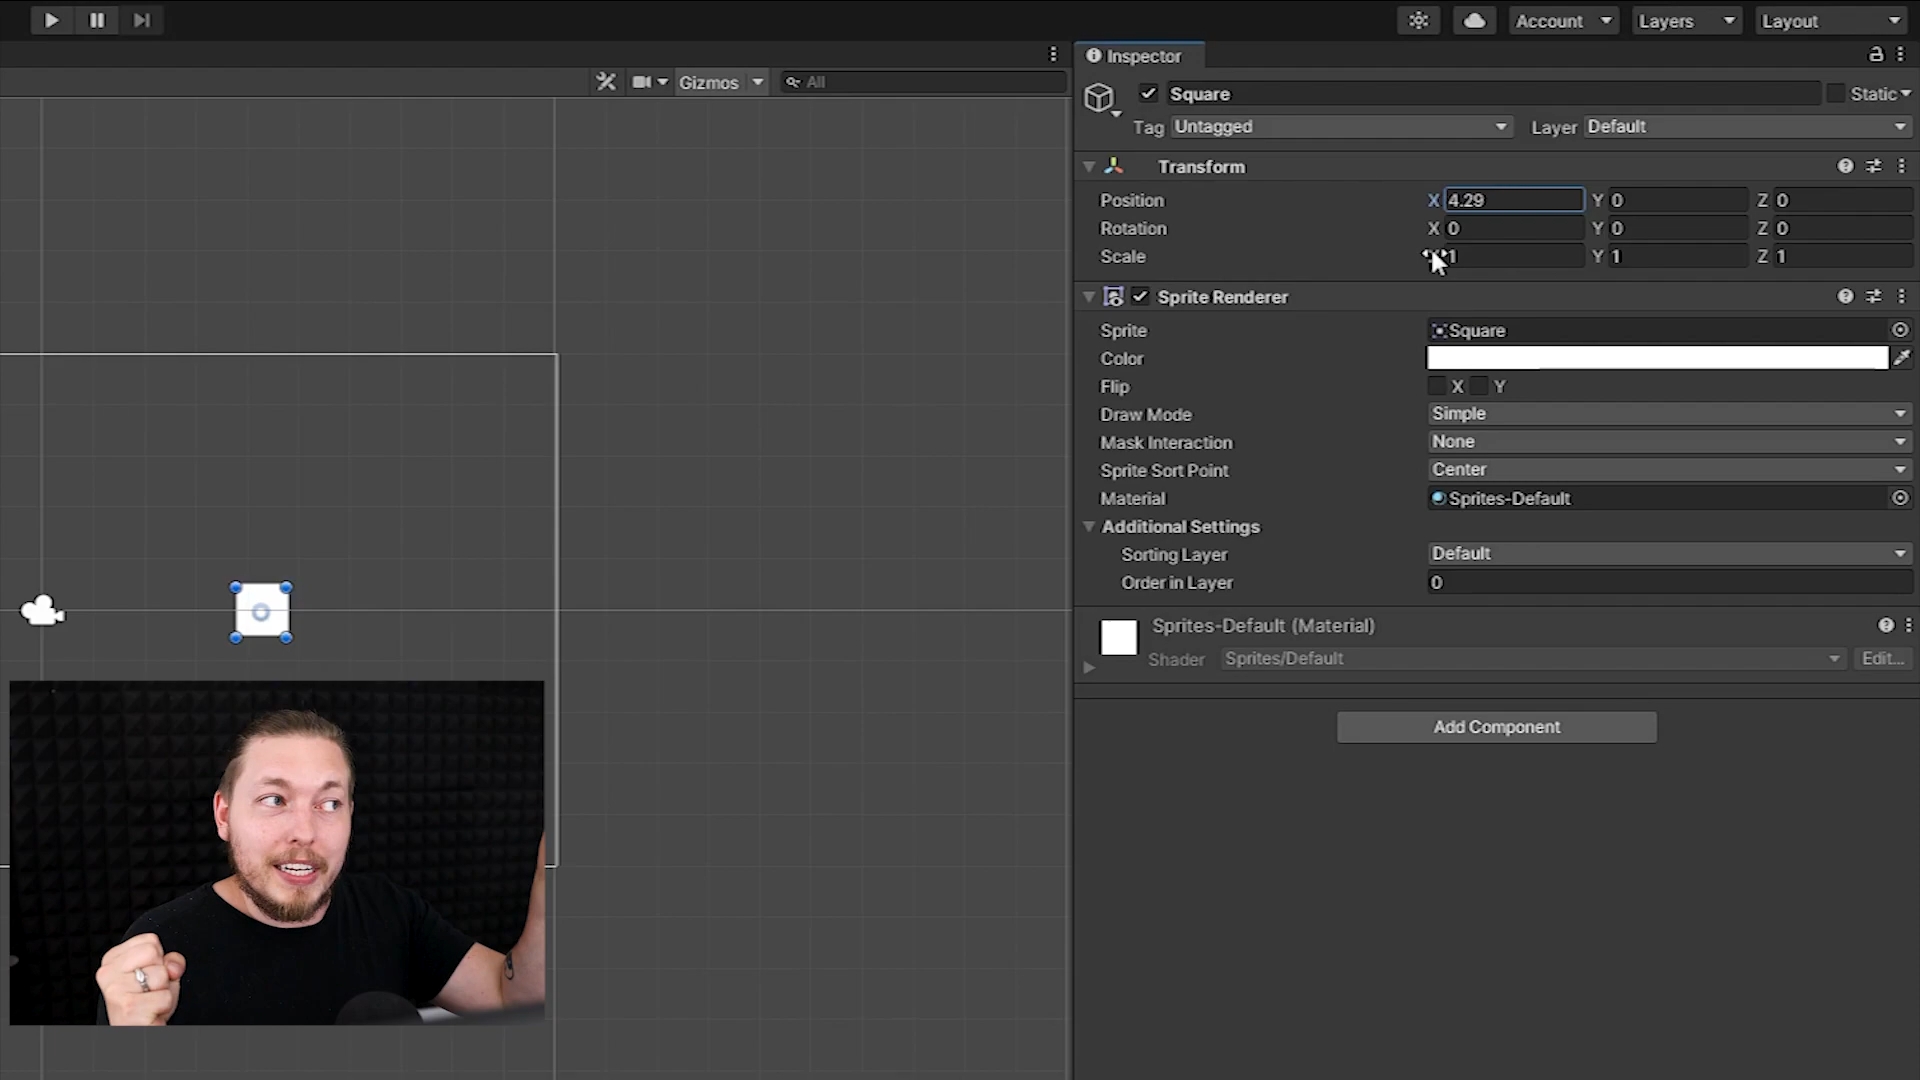 Account Layers Layout
Inspector
Gizmos All
Square Static
Tag Untagged Layer Default
Transform
Position X 4.29 Y 0 Z 0
Rotation X 0 Y 0 Z 0
Scale 1 Y 1 Z 1
Sprite Renderer
Sprite Square
Color
Flip X Y
Draw Mode Simple
Mask Interaction None
Sprite Sort Point Center
Material Sprites-Default
Additional Settings
Sorting Layer Default
Order in Layer 0
Sprites-Default (Material)
Shader Sprites/Default Edit...
Add Component